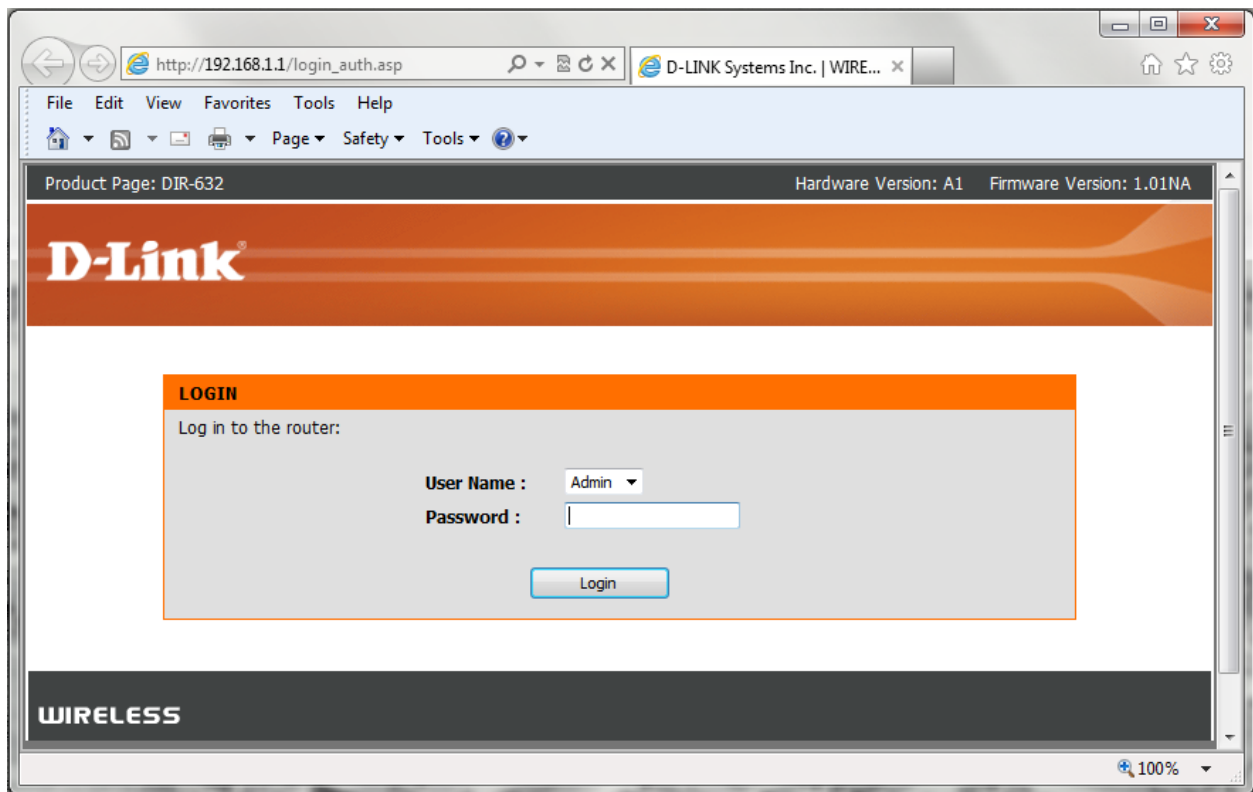 http://192.168.1.1/login_auth.asp
D-LINK Systems Inc. | WIRE...
File Edit View Favorites Tools Help
Page Safety Tools
Product Page: DIR-632 Hardware Version: A1 Firmware Version: 1.01NA
D-Link®
LOGIN
Log in to the router:
User Name : Admin
Password :
Login
WIRELESS
100%